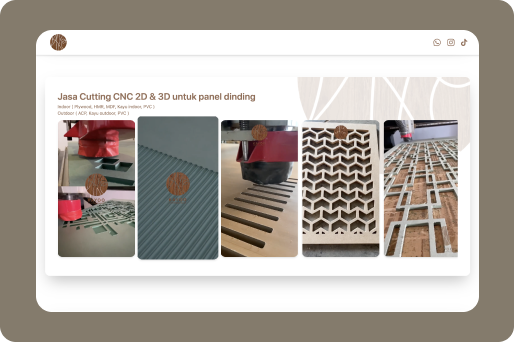 Jasa Cutting CNC 2D & 3D untuk panel dinding
Indoor ( Plywood, HMR, MDF, Kayu indoor, PVC )
Outdoor ( ACP, Kayu outdoor, PVC )